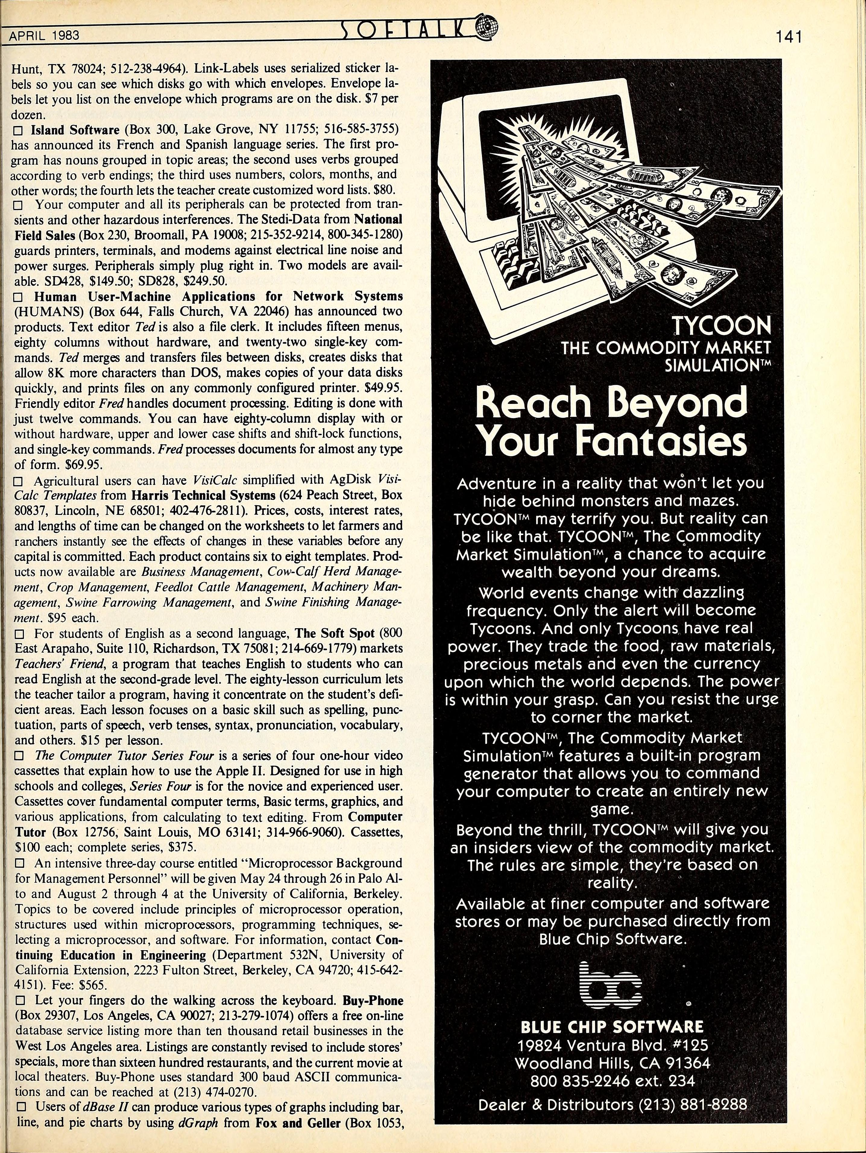 APRIL 1983
SOFTALK
141
Hunt, TX 78024; 512-238-4964). Link-Labels uses serialized sticker la-
bels so you can see which disks go with which envelopes. Envelope la-
bels let you list on the envelope which programs are on the disk. $7 per
dozen.
□ Island Software (Box 300, Lake Grove, NY 11755; 516-585-3755)
has announced its French and Spanish language series. The first pro-
gram has nouns grouped in topic areas; the second uses verbs grouped
according to verb endings; the third uses numbers, colors, months, and
other words; the fourth lets the teacher create customized word lists. $80.
□ Your computer and all its peripherals can be protected from tran-
sients and other hazardous interferences. The Stedi-Data from National
Field Sales (Box 230, Broomall, PA 19008; 215-352-9214, 800-345-1280)
guards printers, terminals, and modems against electrical line noise and
power surges. Peripherals simply plug right in. Two models are avail-
able. SD428, $149.50; SD828, $249.50.
□ Human User-Machine Applications for Network Systems
(HUMANS) (Box 644, Falls Church, VA 22046) has announced two
products. Text editor Ted is also a file clerk. It includes fifteen menus,
eighty columns without hardware, and twenty-two single-key com-
mands. Ted merges and transfers files between disks, creates disks that
allow 8K more characters than DOS, makes copies of your data disks
quickly, and prints files on any commonly configured printer. $49.95.
Friendly editor Fred handles document processing. Editing is done with
just twelve commands. You can have eighty-column display with or
without hardware, upper and lower case shifts and shift-lock functions,
and single-key commands. Fred processes documents for almost any type
of form. $69.95.
□ Agricultural users can have VisiCalc simplified with AgDisk Visi-
Calc Templates from Harris Technical Systems (624 Peach Street, Box
80837, Lincoln, NE 68501; 402-476-2811). Prices, costs, interest rates,
and lengths of time can be changed on the worksheets to let farmers and
ranchers instantly see the effects of changes in these variables before any
capital is committed. Each product contains six to eight templates. Prod-
ucts now available are Business Management, Cow-Calf Herd Manage-
ment, Crop Management, Feedlot Cattle Management, Machinery Man-
agement, Swine Farrowing Management, and Swine Finishing Manage-
ment. $95 each.
□ For students of English as a second language, The Soft Spot (800
East Arapaho, Suite 110, Richardson, TX 75081; 214-669-1779) markets
Teachers' Friend, a program that teaches English to students who can
read English at the second-grade level. The eighty-lesson curriculum lets
the teacher tailor a program, having it concentrate on the student's defi-
cient areas. Each lesson focuses on a basic skill such as spelling, punc-
tuation, parts of speech, verb tenses, syntax, pronunciation, vocabulary,
and others. $15 per lesson.
□ The Computer Tutor Series Four is a series of four one-hour video
cassettes that explain how to use the Apple II. Designed for use in high
schools and colleges, Series Four is for the novice and experienced user.
Cassettes cover fundamental computer terms, Basic terms, graphics, and
various applications, from calculating to text editing. From Computer
Tutor (Box 12756, Saint Louis, MO 63141; 314-966-9060). Cassettes,
$100 each; complete series, $375.
□ An intensive three-day course entitled "Microprocessor Background
for Management Personnel" will be given May 24 through 26 in Palo Al-
to and August 2 through 4 at the University of California, Berkeley.
Topics to be covered include principles of microprocessor operation,
structures used within microprocessors, programming techniques, se-
lecting a microprocessor, and software. For information, contact Con-
tinuing Education in Engineering (Department 532N, University of
California Extension, 2223 Fulton Street, Berkeley, CA 94720; 415-642-
4151). Fee: $565.
□ Let your fingers do the walking across the keyboard. Buy-Phone
(Box 29307, Los Angeles, CA 90027; 213-279-1074) offers a free on-line
database service listing more than ten thousand retail businesses in the
West Los Angeles area. Listings are constantly revised to include stores'
specials, more than sixteen hundred restaurants, and the current movie at
local theaters. Buy-Phone uses standard 300 baud ASCII communica-
tions and can be reached at (213) 474-0270.
□ Users of dBase II can produce various types of graphs including bar,
line, and pie charts by using dGraph from Fox and Geller (Box 1053,
TYCOON
THE COMMODITY MARKET
SIMULATION™
Reach Beyond
Your Fantasies
Adventure in a reality that won't let you
hide behind monsters and mazes.
TYCOON™ may terrify you. But reality can
be like that. TYCOON™, The Commodity
Market Simulation™, a chance to acquire
wealth beyond your dreams.
World events change with dazzling
frequency. Only the alert will become
Tycoons. And only Tycoons have real
power. They trade the food, raw materials,
precious metals and even the currency
upon which the world depends. The power
is within your grasp. Can you resist the urge
to corner the market.
TYCOON™, The Commodity Market
Simulation™ features a built-in program
generator that allows you to command
your computer to create an entirely new
game.
Beyond the thrill, TYCOON™ will give you
an insiders view of the commodity market.
The rules are simple, they're based on
reality.
Available at finer computer and software
stores or may be purchased directly from
Blue Chip Software.
bc
BLUE CHIP SOFTWARE
19824 Ventura Blvd. #125
Woodland Hills, CA 91364
800 835-2246 ext. 234
Dealer & Distributors (213) 881-8288